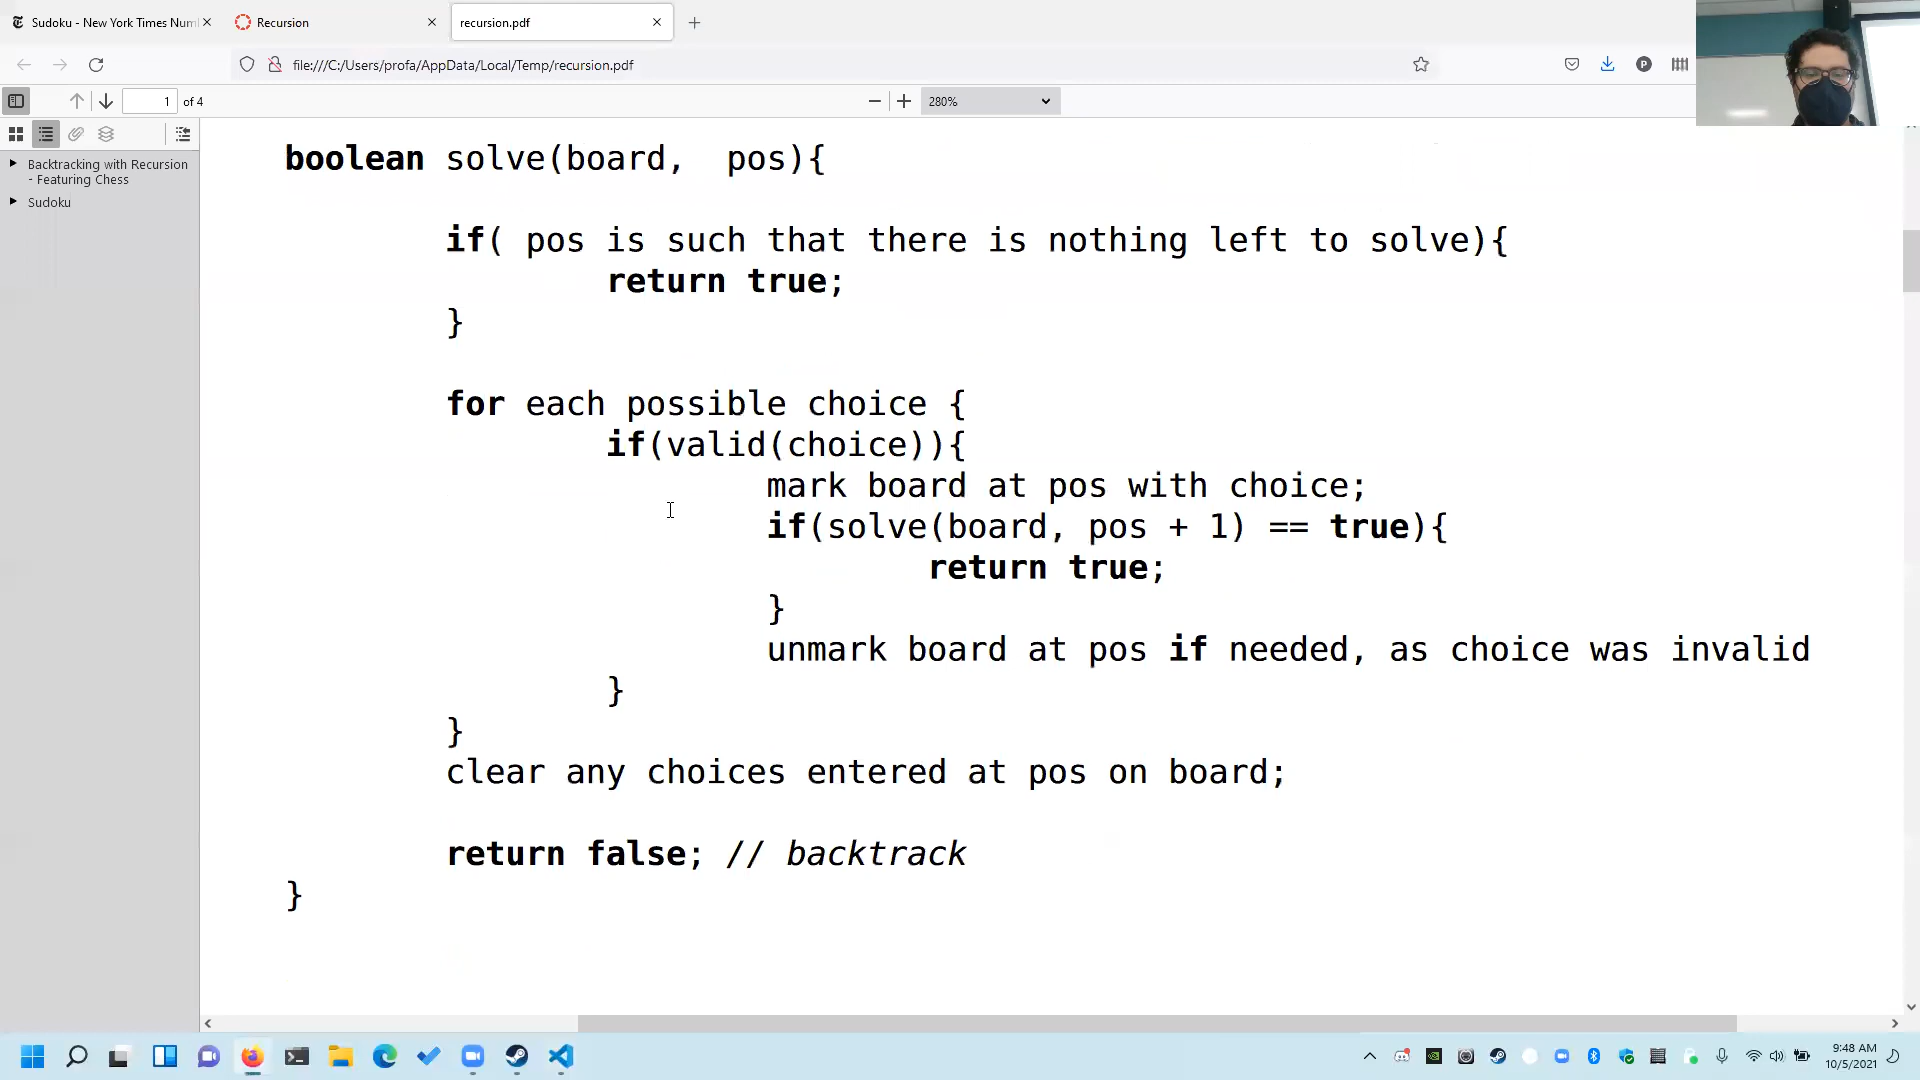 Sudoku - New York Times Num
Recursion
recursion.pdf
file:///C:/Users/profa/AppData/Local/Temp/recursion.pdf
1 of 4
280%
Backtracking with Recursion
- Featuring Chess
Sudoku
boolean solve(board, pos){
if( pos is such that there is nothing left to solve){
return true;
}
for each possible choice {
if(valid(choice)){
mark board at pos with choice;
if(solve(board, pos + 1) == true){
return true;
}
unmark board at pos if needed, as choice was invalid
}
}
clear any choices entered at pos on board;
return false; // backtrack
}
9:48 AM
10/5/2021